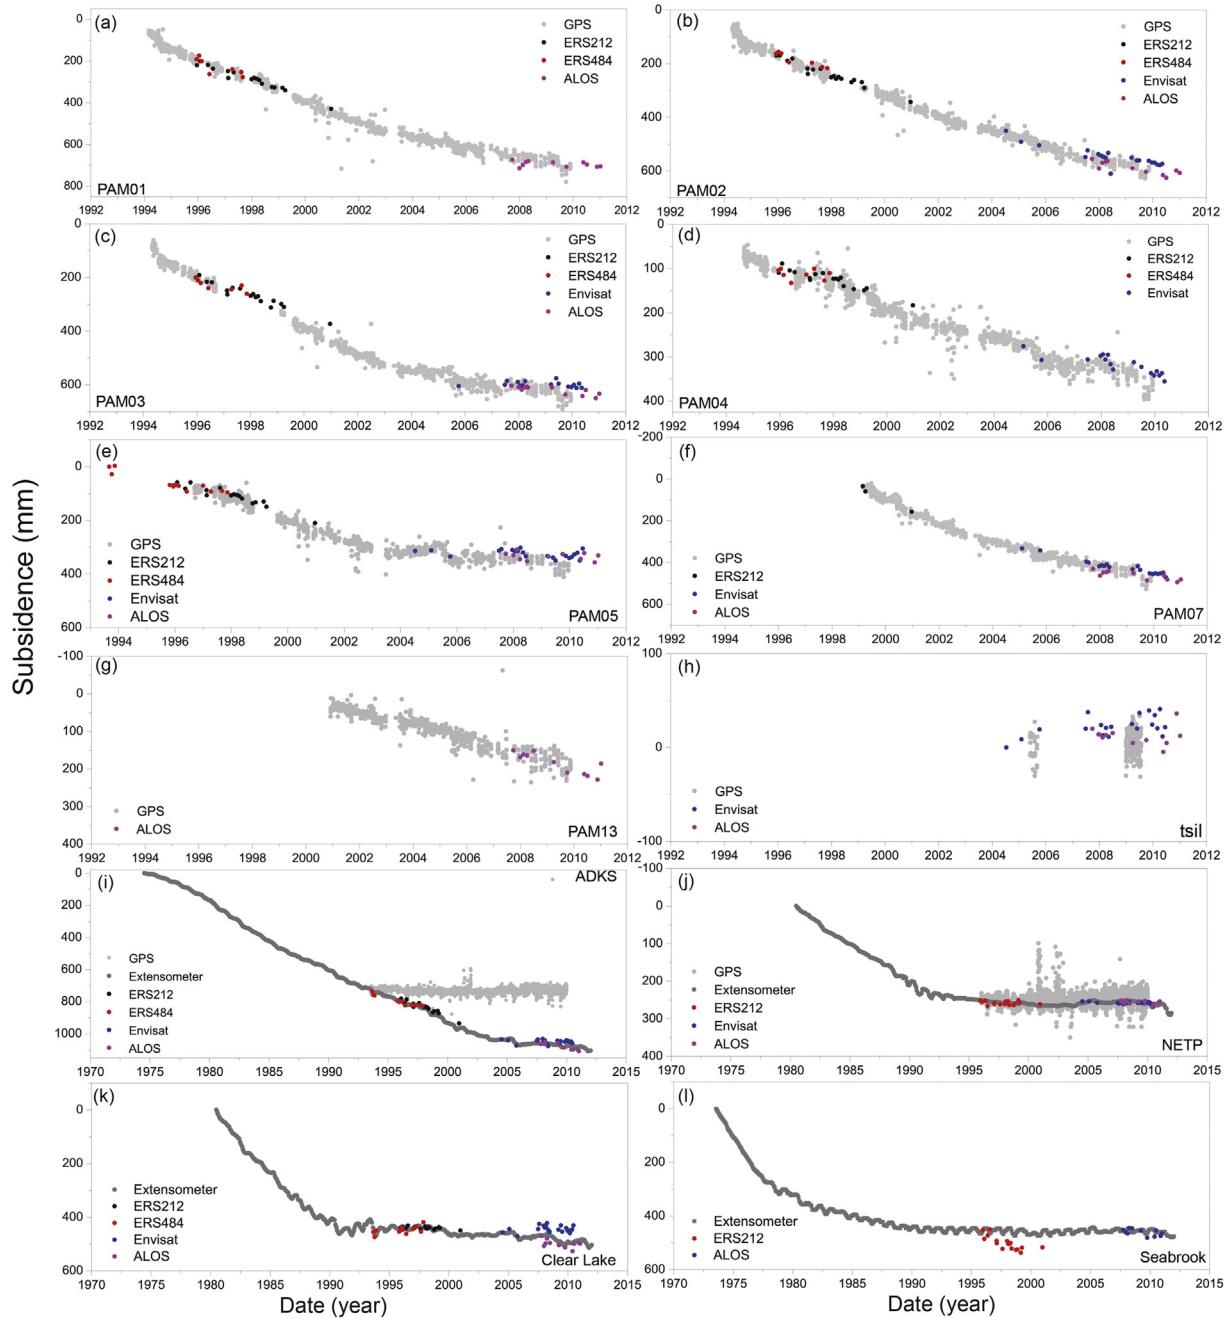 Subsidence (mm)
(a)
0
200
400
600
800
GPS
ERS212
ERS484
ALOS
PAM01
1992 1994 1996 1998 2000 2002 2004 2006 2008 2010 2012
(b)
0
100
200
300
400
500
600
GPS
ERS212
ERS484
Envisat
ALOS
PAM02
1992 1994 1996 1998 2000 2002 2004 2006 2008 2010 2012
(c)
0
200
400
600
GPS
ERS212
ERS484
Envisat
ALOS
PAM03
1992 1994 1996 1998 2000 2002 2004 2006 2008 2010 2012
(d)
0
100
200
300
400
GPS
ERS212
ERS484
Envisat
PAM04
1992 1994 1996 1998 2000 2002 2004 2006 2008 2010 2012
(e)
0
200
400
600
GPS
ERS212
ERS484
Envisat
ALOS
PAM05
1994 1996 1998 2000 2002 2004 2006 2008 2010 2012
(f)
-200
0
200
400
600
GPS
ERS212
Envisat
ALOS
PAM07
1992 1994 1996 1998 2000 2002 2004 2006 2008 2010 2012
(g)
-100
0
100
200
300
400
GPS
ALOS
PAM13
1992 1994 1996 1998 2000 2002 2004 2006 2008 2010 2012
(h)
100
0
-100
GPS
Envisat
ALOS
tsil
1992 1994 1996 1998 2000 2002 2004 2006 2008 2010 2012
(i)
ADKS
0
200
400
600
800
1000
GPS
Extensometer
ERS212
ERS484
Envisat
ALOS
1970 1975 1980 1985 1990 1995 2000 2005 2010 2015
(j)
-100
0
100
200
300
400
GPS
Extensometer
ERS212
Envisat
ALOS
NETP
1970 1975 1980 1985 1990 1995 2000 2005 2010 2015
(k)
0
200
400
600
Extensometer
ERS212
ERS484
Envisat
ALOS
Clear Lake
1970 1975 1980 1985 1990 1995 2000 2005 2010 2015
Date (year)
(l)
0
200
400
600
Extensometer
ERS212
ALOS
Seabrook
1970 1975 1980 1985 1990 1995 2000 2005 2010 2015
Date (year)